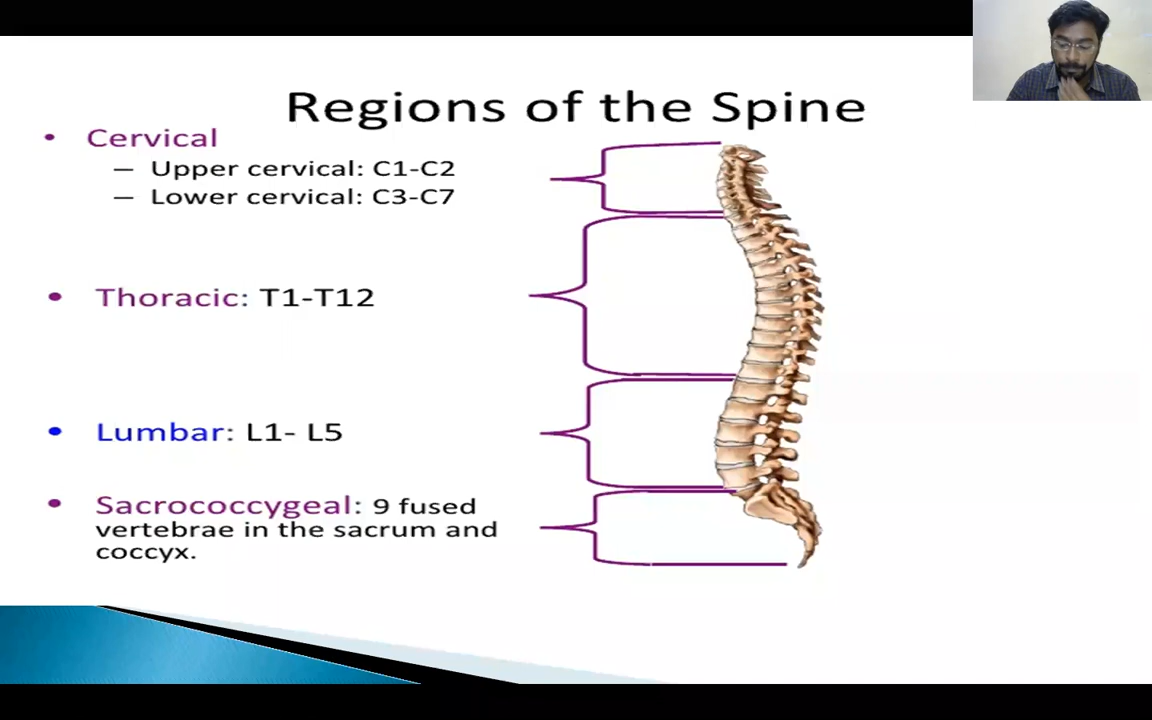 Regions of the Spine
• Cervical
– Upper cervical: C1-C2
– Lower cervical: C3-C7
• Thoracic: T1-T12
• Lumbar: L1- L5
• Sacrococcygeal: 9 fused
vertebrae in the sacrum and
coccyx.